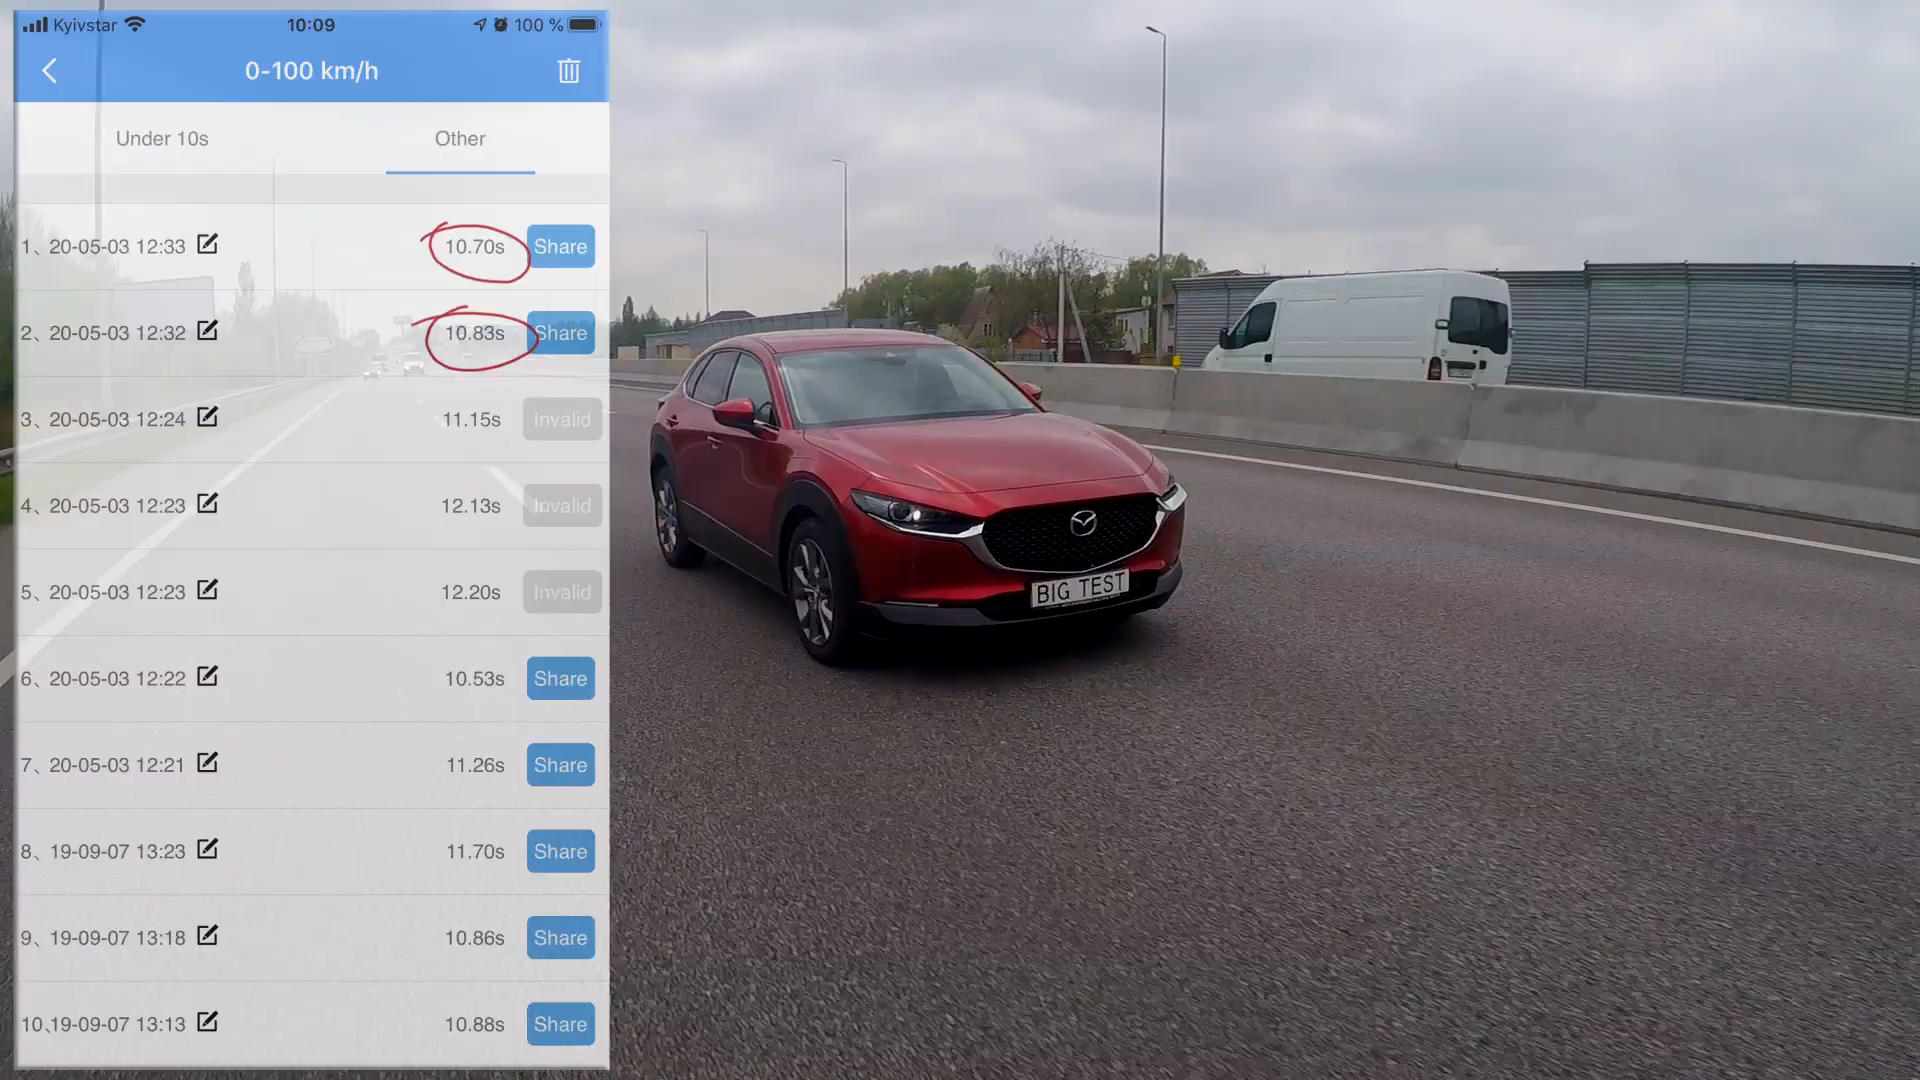 Kyivstar 10:09 100 %
0-100 km/h
Under 10s Other
1、20-05-03 12:33 10.70s Share
2、20-05-03 12:32 10.83s Share
3、20-05-03 12:24 11.15s Invalid
4、20-05-03 12:23 12.13s Invalid
5、20-05-03 12:23 12.20s Invalid
6、20-05-03 12:22 10.53s Share
7、20-05-03 12:21 11.26s Share
8、19-09-07 13:23 11.70s Share
9、19-09-07 13:18 10.86s Share
10、19-09-07 13:13 10.88s Share
BIG TEST